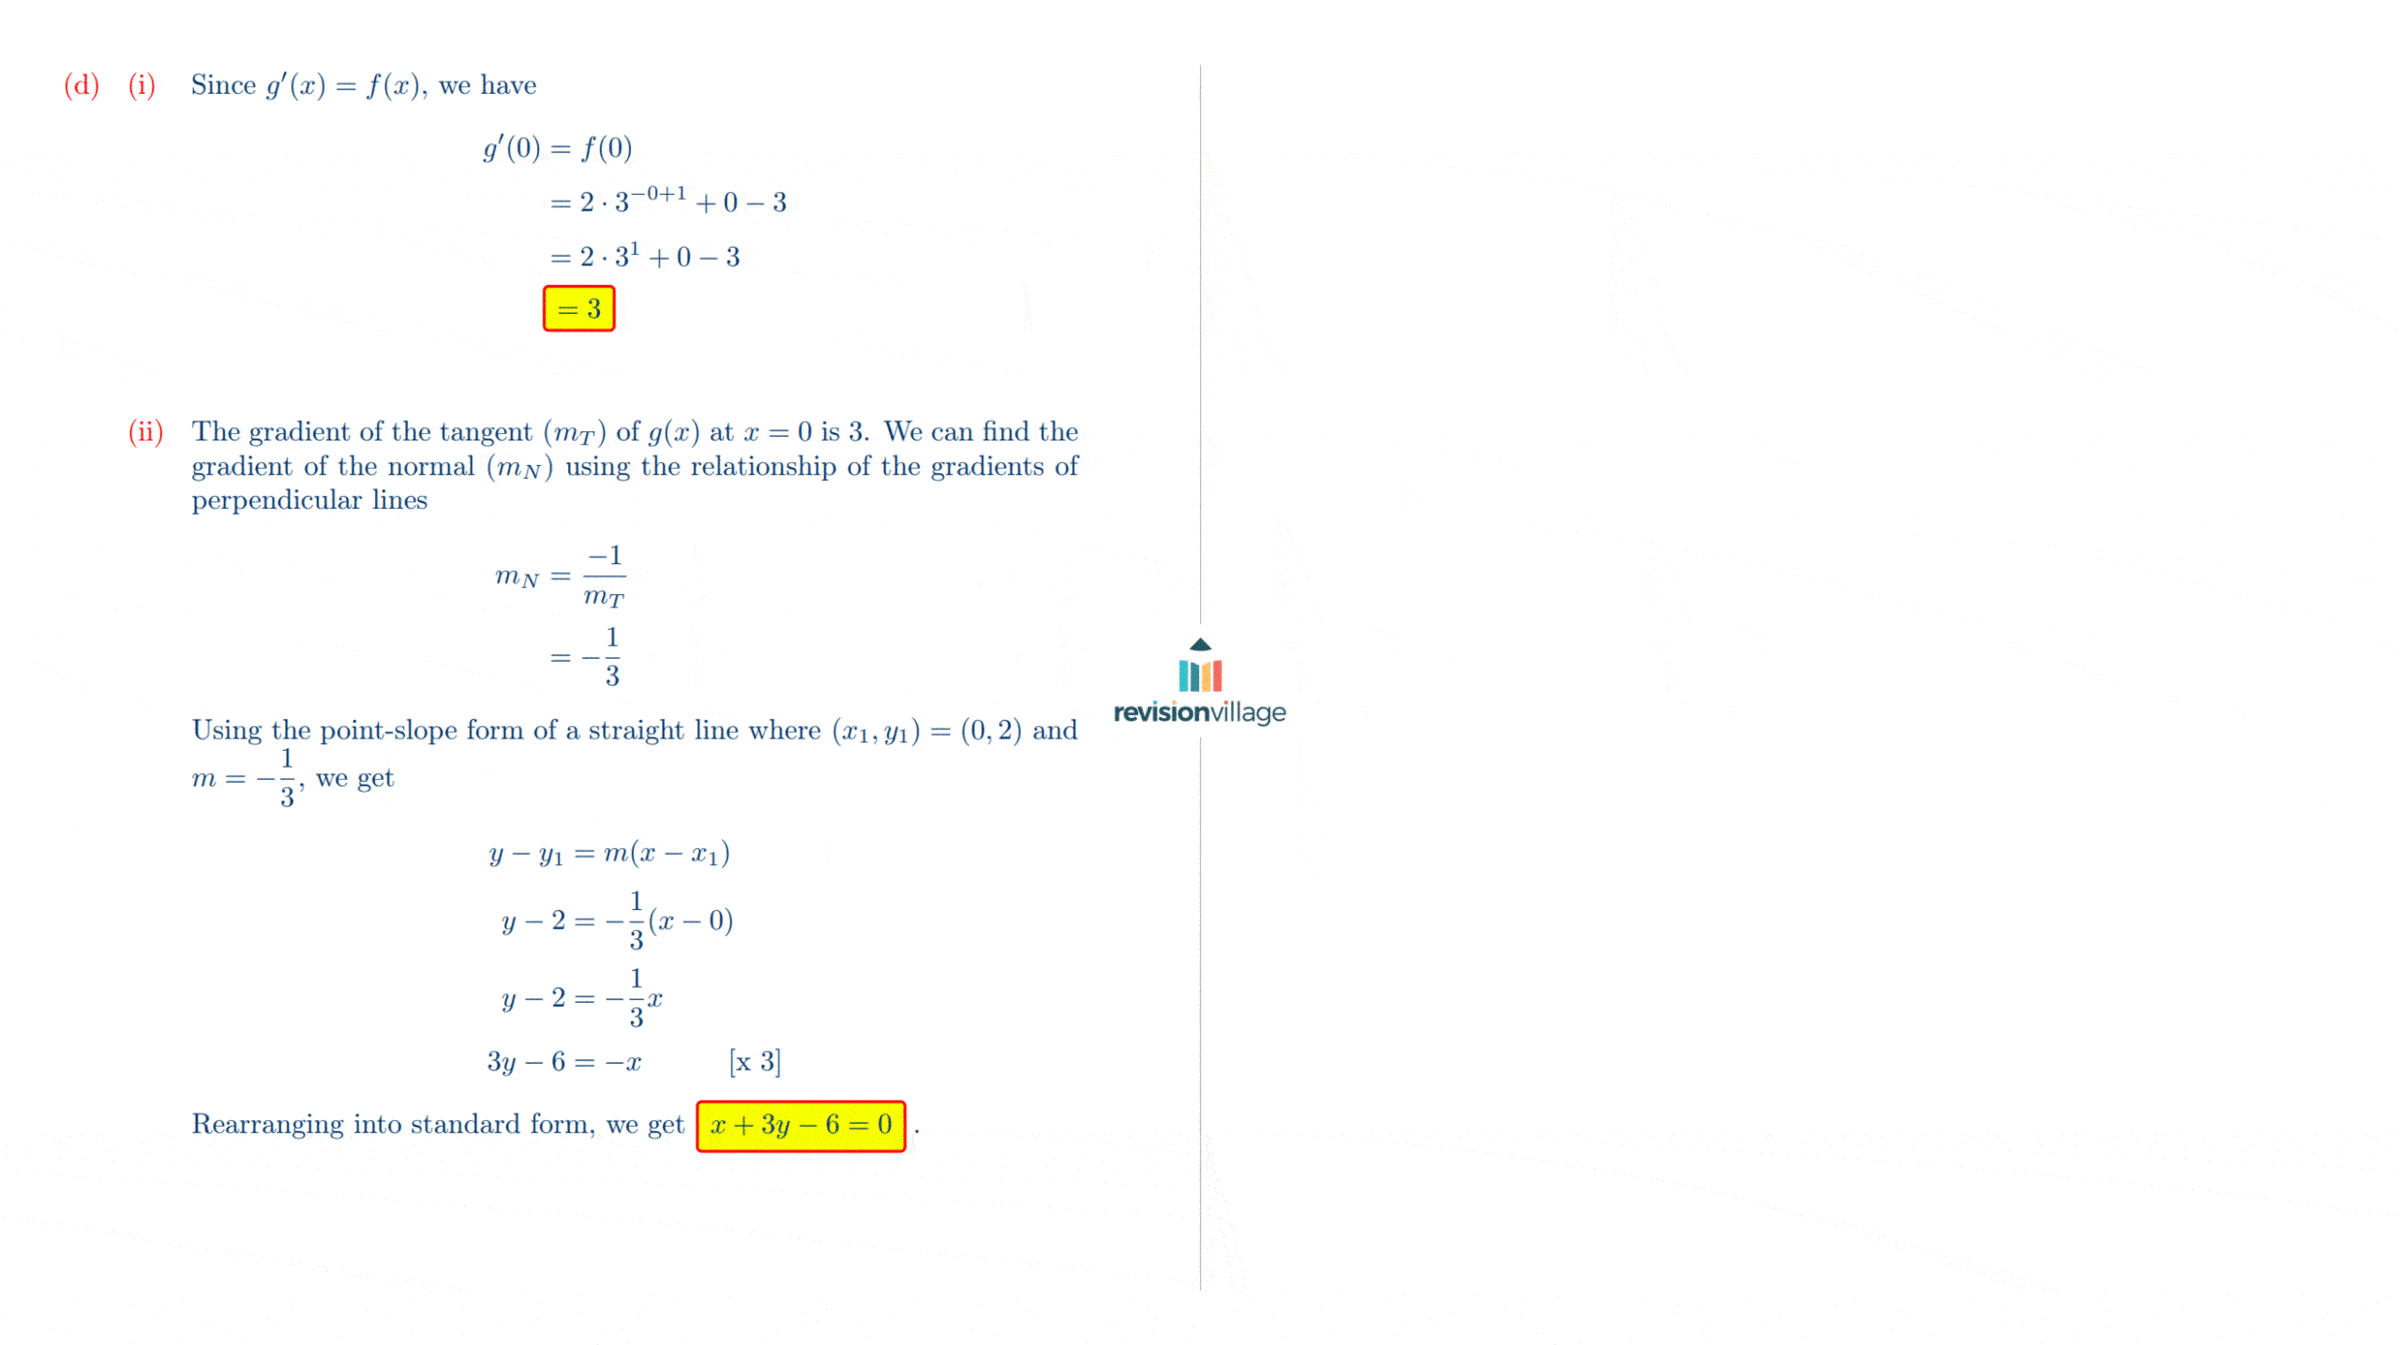 (d) (i) Since g′(x) = f(x), we have
g′(0) = f(0)
= 2 · 3^{−0+1} + 0 − 3
= 2 · 3^1 + 0 − 3
= 3
(ii) The gradient of the tangent (m_T) of g(x) at x = 0 is 3. We can find the
gradient of the normal (m_N) using the relationship of the gradients of
perpendicular lines
m_N = \frac{−1}{m_T}
= −\frac{1}{3}
Using the point-slope form of a straight line where (x_1, y_1) = (0, 2) and
m = −\frac{1}{3}, we get
y − y_1 = m(x − x_1)
y − 2 = −\frac{1}{3}(x − 0)
y − 2 = −\frac{1}{3}x
3y − 6 = −x [x 3]
Rearranging into standard form, we get x + 3y − 6 = 0 .
revisionvillage